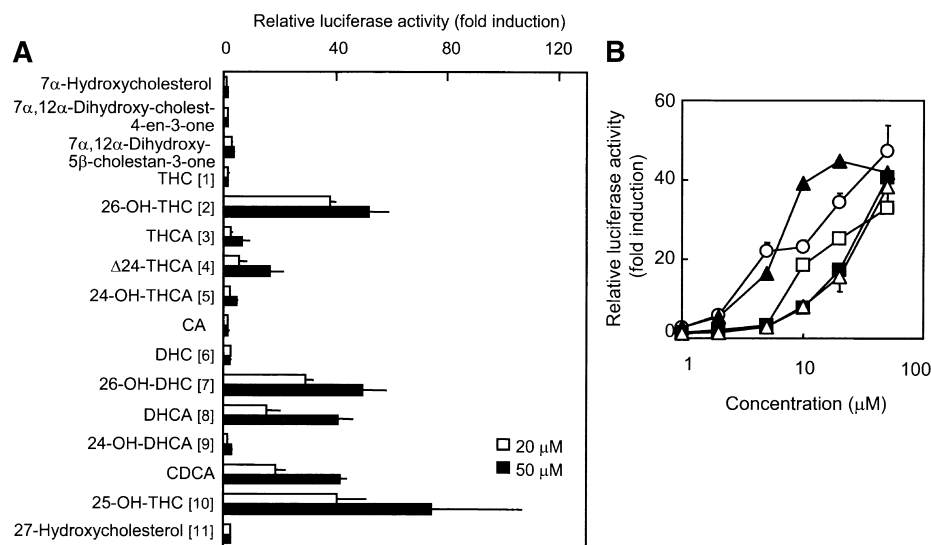 A
Relative luciferase activity (fold induction)
0 40 80 120
7α-Hydroxycholesterol
7α,12α-Dihydroxy-cholest-
4-en-3-one
7α,12α-Dihydroxy-
5β-cholestan-3-one
THC [1]
26-OH-THC [2]
THCA [3]
Δ24-THCA [4]
24-OH-THCA [5]
CA
DHC [6]
26-OH-DHC [7]
DHCA [8]
24-OH-DHCA [9]
CDCA
25-OH-THC [10]
27-Hydroxycholesterol [11]
20 µM
50 µM
B
Relative luciferase activity
(fold induction)
60
40
20
0
1 10 100
Concentration (µM)